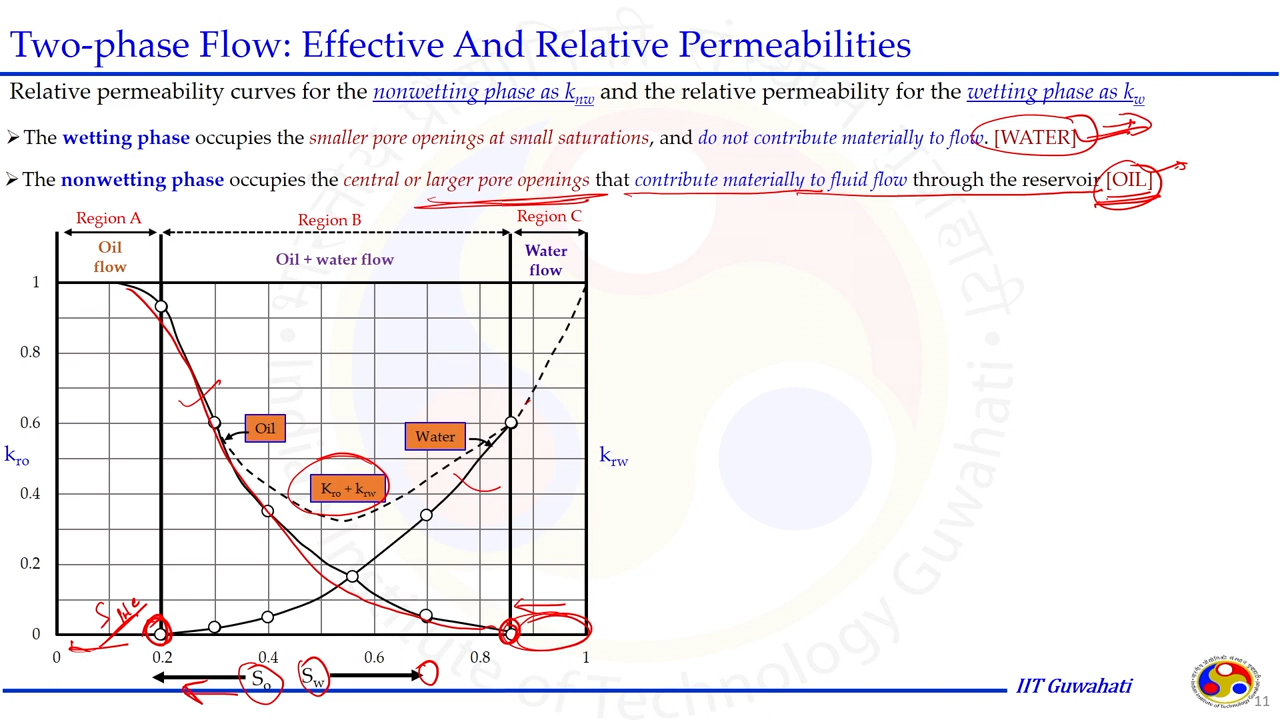 Two-phase Flow: Effective And Relative Permeabilities
Relative permeability curves for the nonwetting phase as knw and the relative permeability for the wetting phase as kw
➢ The wetting phase occupies the smaller pore openings at small saturations, and do not contribute materially to flow. [WATER]
➢ The nonwetting phase occupies the central or larger pore openings that contribute materially to fluid flow through the reservoir [OIL]
Region A
Region B
Region C
Oil flow
Oil + water flow
Water flow
1
0.8
0.6
0.4
0.2
0
kro
krw
Oil
Water
Kro + krw
0 0.2 0.4 0.6 0.8 1
So
Sw
IIT Guwahati
Indian Institute of Technology Guwahati
11